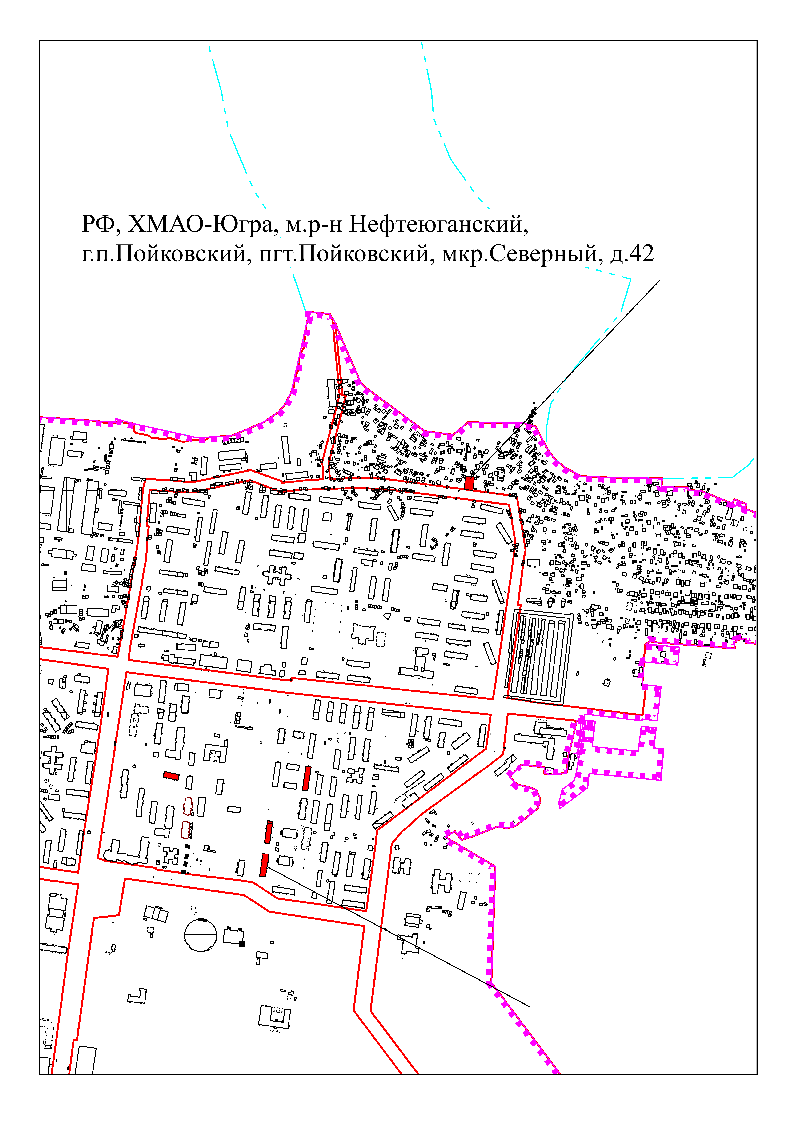 РФ, ХМАО-Югра, м.р-н Нефтеюганский,
г.п.Пойковский, пгт.Пойковский, мкр.Северный, д.42